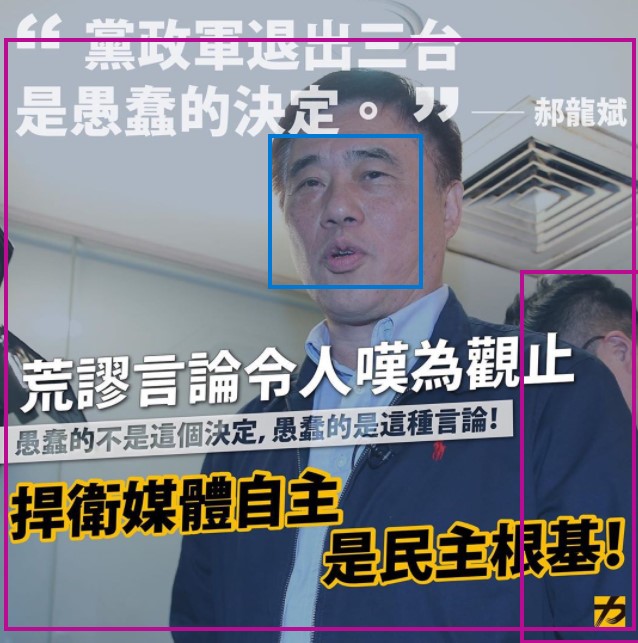 “ 黨政軍退出三台
是愚蠢的決定。” —— 郝龍斌
荒謬言論令人嘆為觀止
愚蠢的不是這個決定, 愚蠢的是這種言論!
捍衛媒體自主
是民主根基!